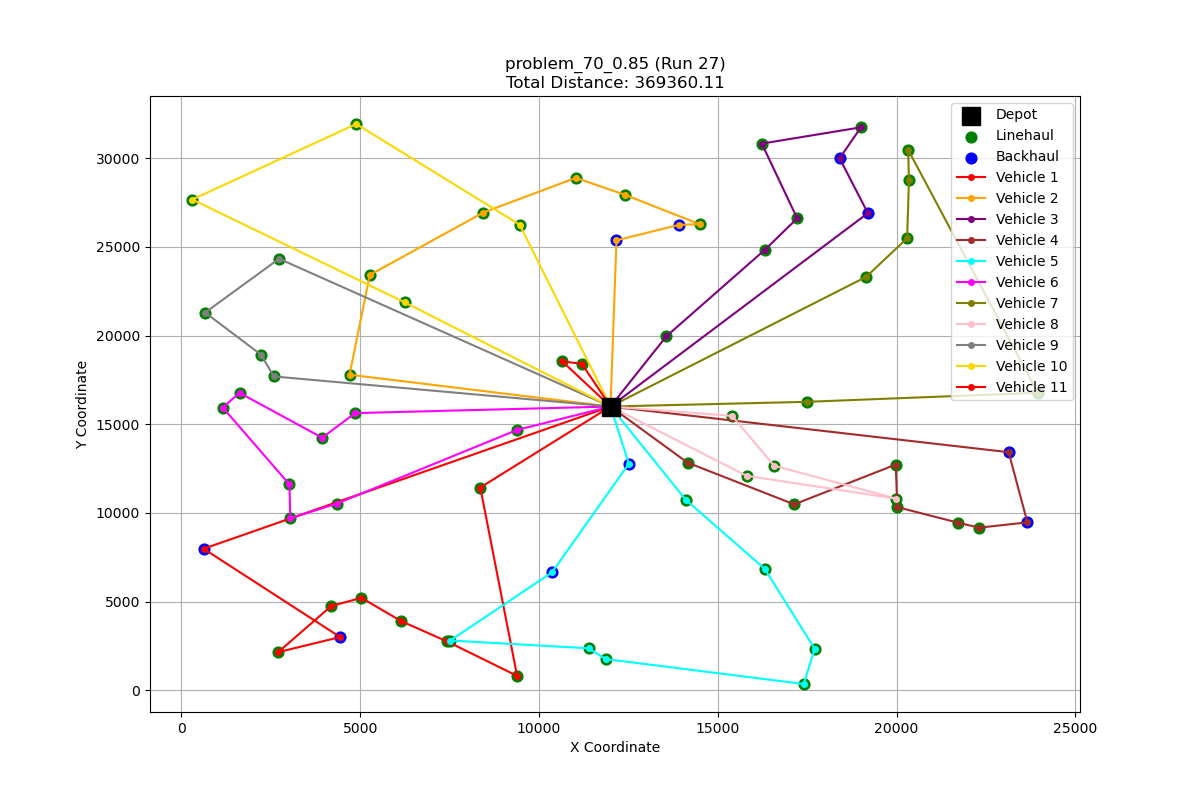 problem_70_0.85 (Run 27)
Total Distance: 369360.11
Y Coordinate
30000
25000
20000
15000
10000
5000
0
0
5000
10000
15000
20000
25000
X Coordinate
Depot
Linehaul
Backhaul
Vehicle 1
Vehicle 2
Vehicle 3
Vehicle 4
Vehicle 5
Vehicle 6
Vehicle 7
Vehicle 8
Vehicle 9
Vehicle 10
Vehicle 11